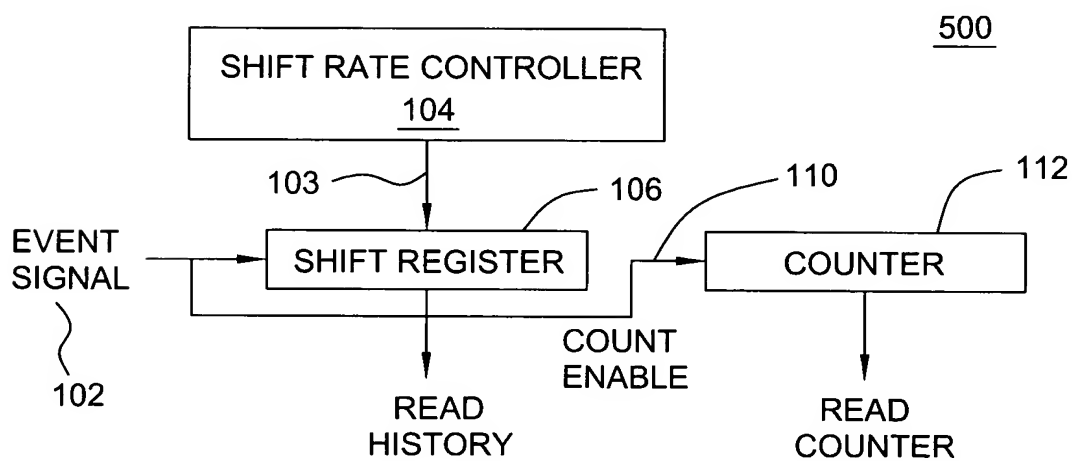 500
SHIFT RATE CONTROLLER
104
103
106
110
112
EVENT
SIGNAL
SHIFT REGISTER
COUNTER
102
COUNT
ENABLE
READ
HISTORY
READ
COUNTER